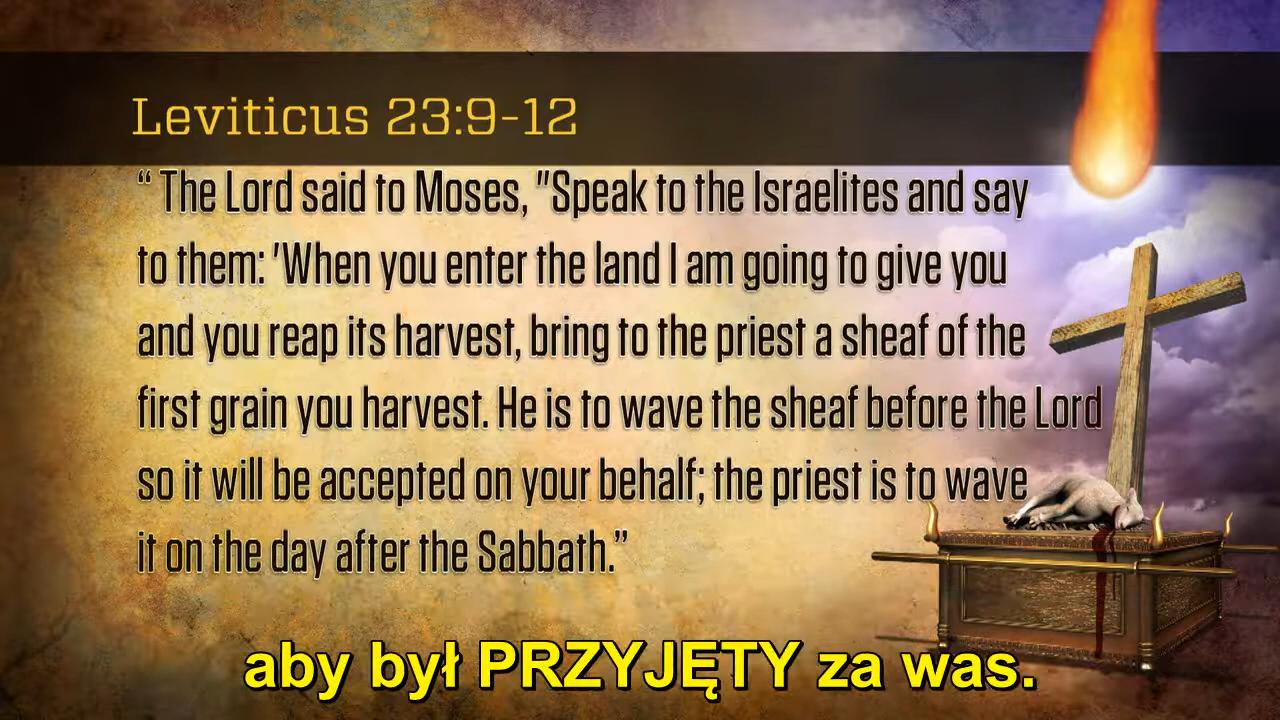 Leviticus 23:9-12
“ The Lord said to Moses, "Speak to the Israelites and say
to them: 'When you enter the land I am going to give you
and you reap its harvest, bring to the priest a sheaf of the
first grain you harvest. He is to wave the sheaf before the Lord
so it will be accepted on your behalf; the priest is to wave
it on the day after the Sabbath.”
aby był PRZYJĘTY za was.